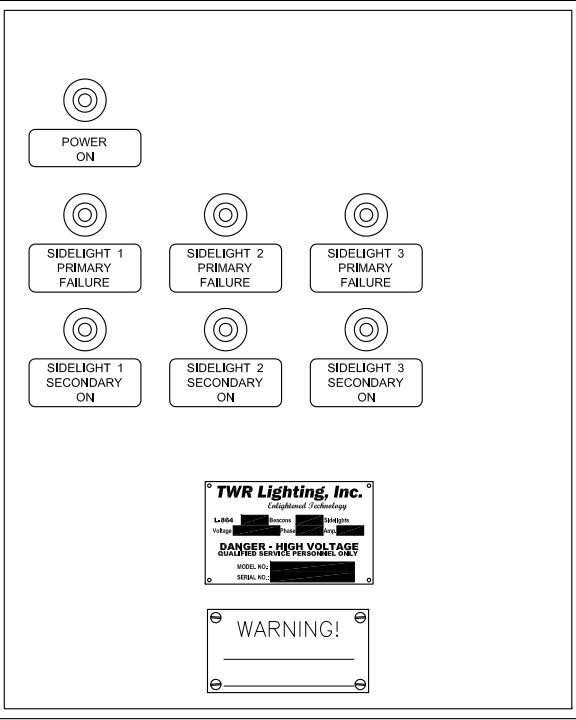 POWER
ON
SIDELIGHT 1
PRIMARY
FAILURE
SIDELIGHT 2
PRIMARY
FAILURE
SIDELIGHT 3
PRIMARY
FAILURE
SIDELIGHT 1
SECONDARY
ON
SIDELIGHT 2
SECONDARY
ON
SIDELIGHT 3
SECONDARY
ON
TWR Lighting, Inc.
Enlightened Technology
L-864 Beacons Sidelights
Voltage Phase Amp.
DANGER - HIGH VOLTAGE
QUALIFIED SERVICE PERSONNEL ONLY
MODEL NO.:
SERIAL NO.:
WARNING!